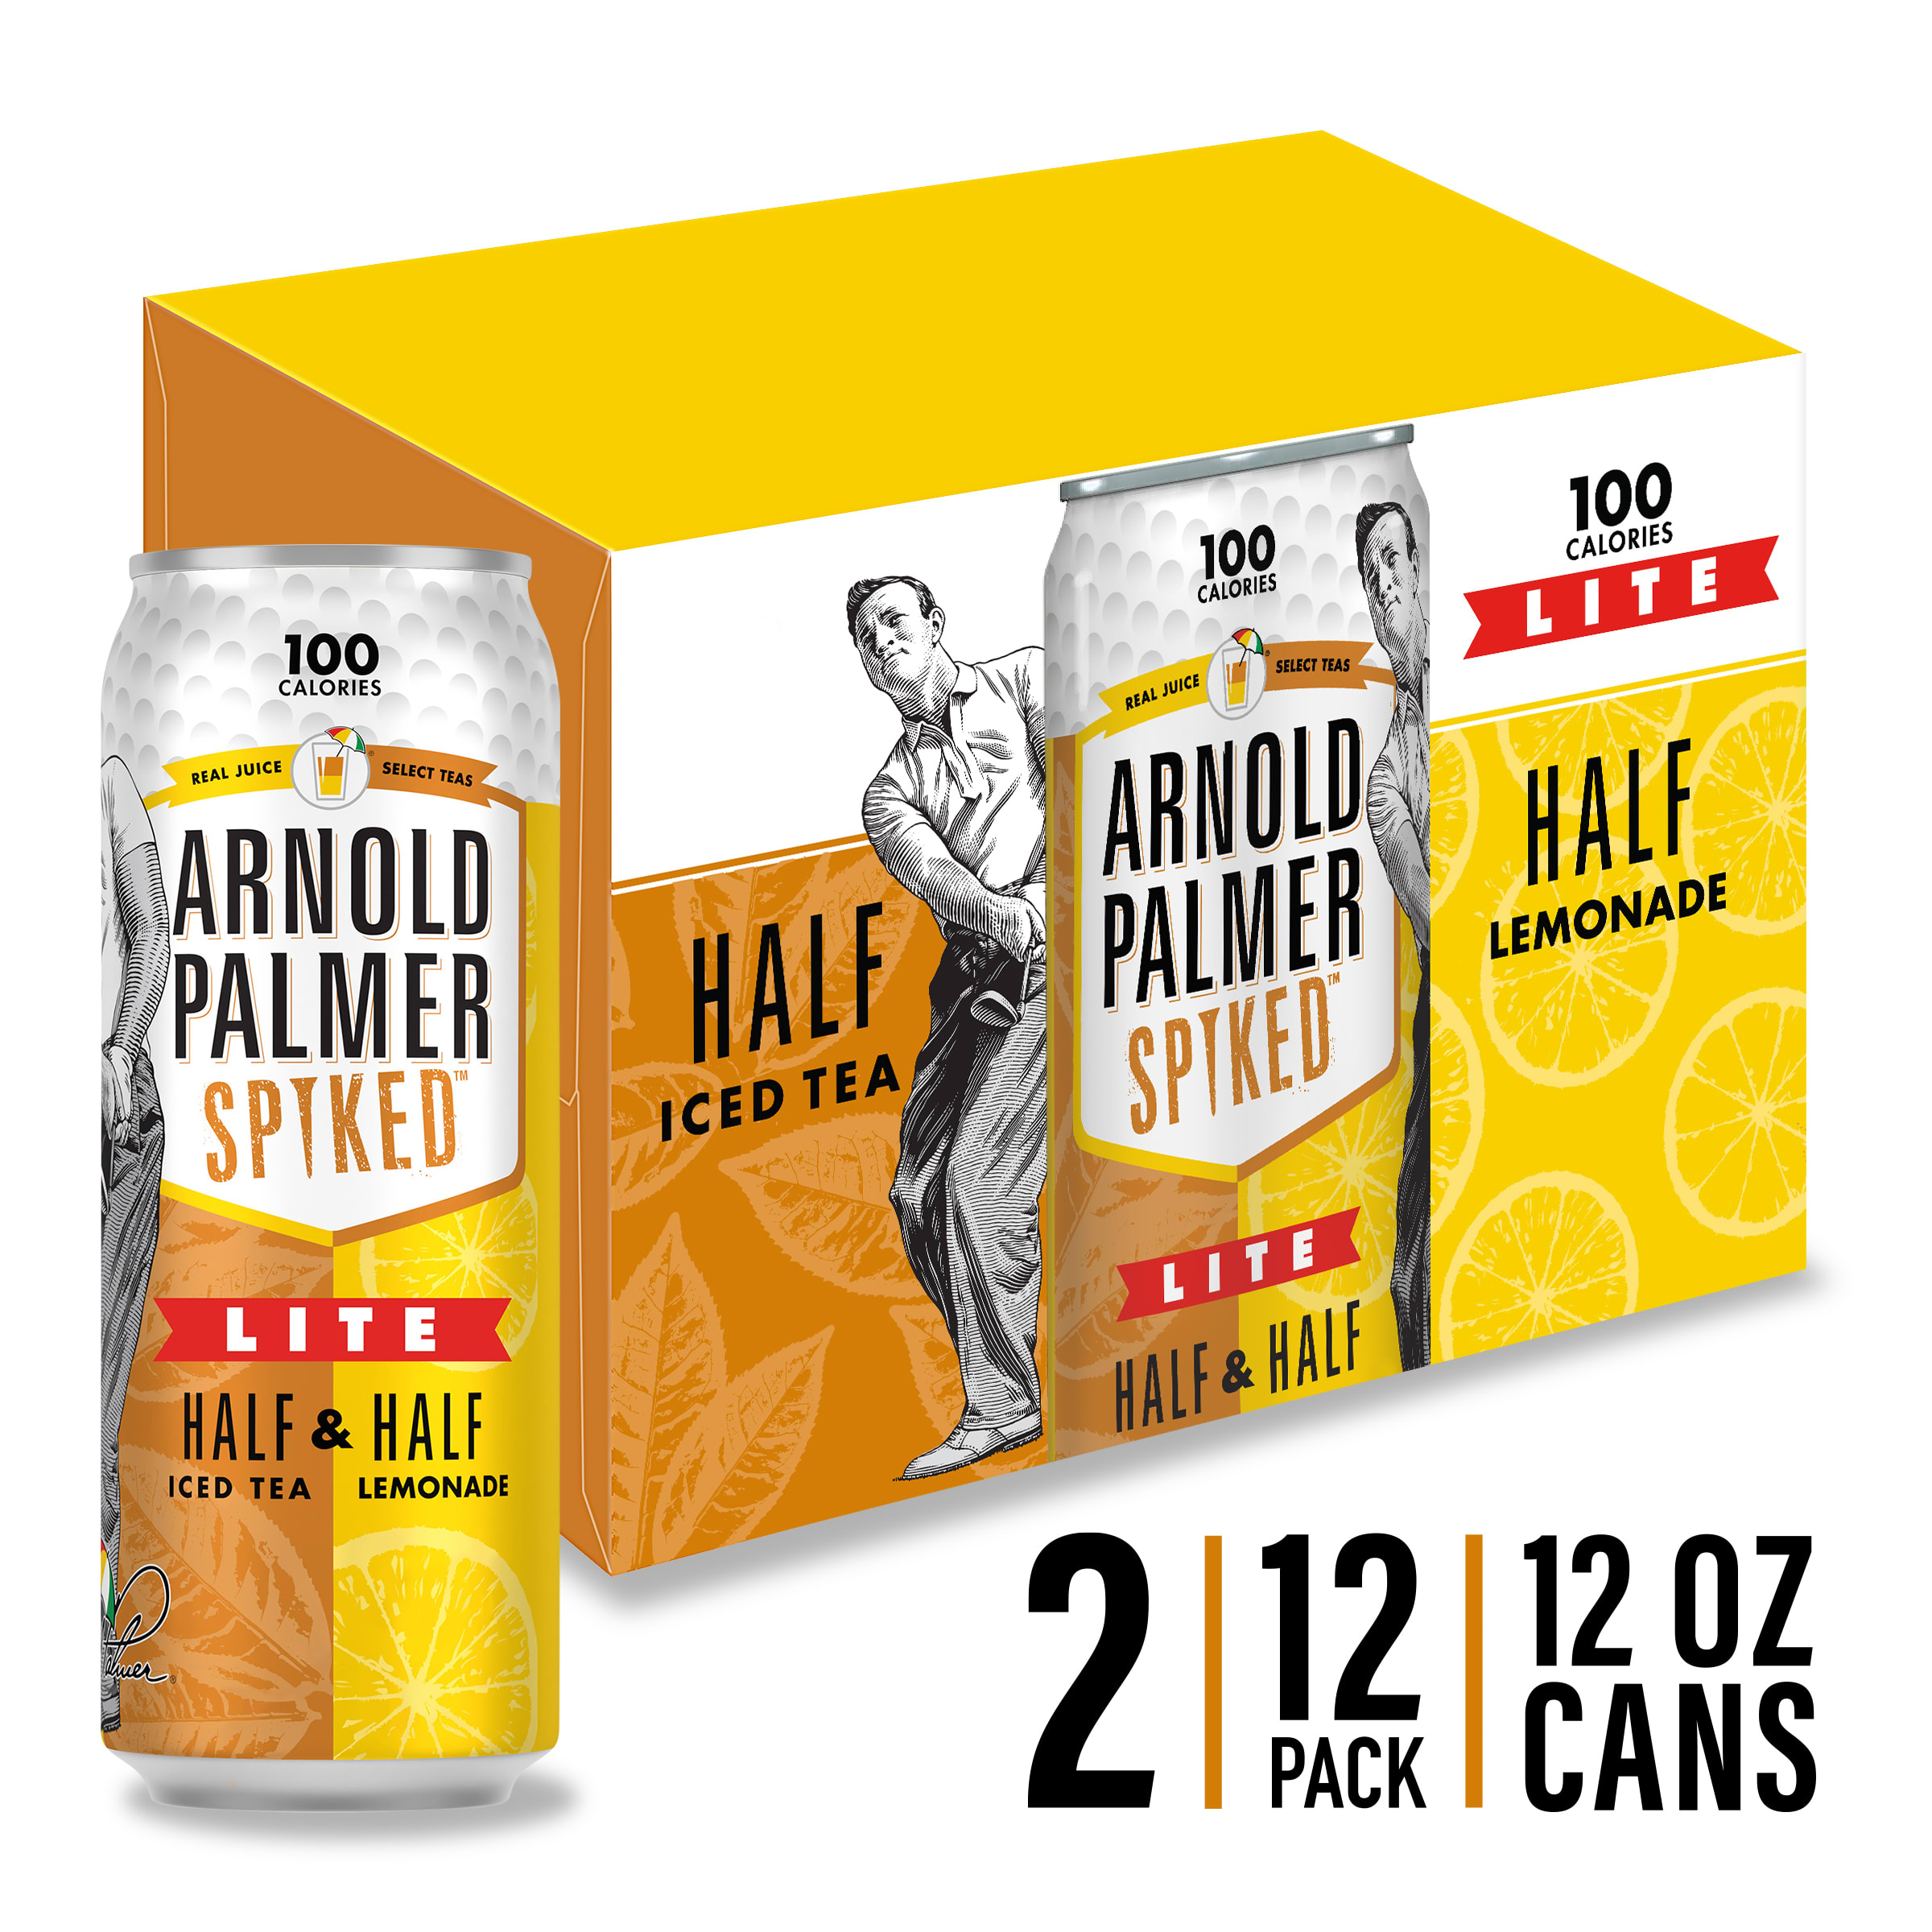 100
CALORIES
REAL JUICE
® SELECT TEAS
ARNOLD
PALMER
SPIKED™
LITE
HALF & HALF
ICED TEA LEMONADE
®
HALF
ICED TEA
100
CALORIES
REAL JUICE
® SELECT TEAS
ARNOLD
PALMER
SPIKED™
LITE
HALF & HALF
100
CALORIES
LITE
HALF
LEMONADE
2
12
PACK
12 OZ
CANS